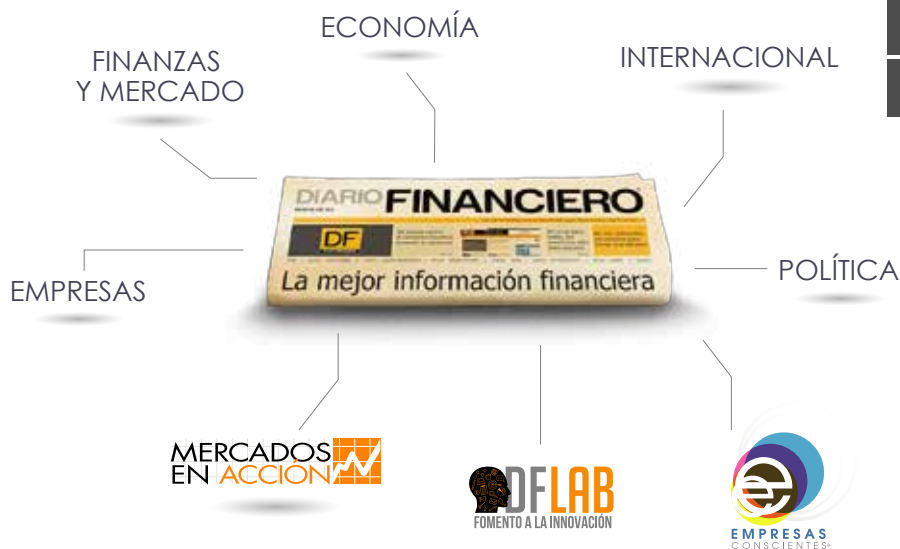 ECONOMÍA
FINANZAS
Y MERCADO
INTERNACIONAL
DIARIO FINANCIERO
DF
La mejor información financiera
EMPRESAS
POLÍTICA
MERCADOS
EN ACCIÓN
DFLAB
FOMENTO A LA INNOVACIÓN
EMPRESAS
CONSCIENTES